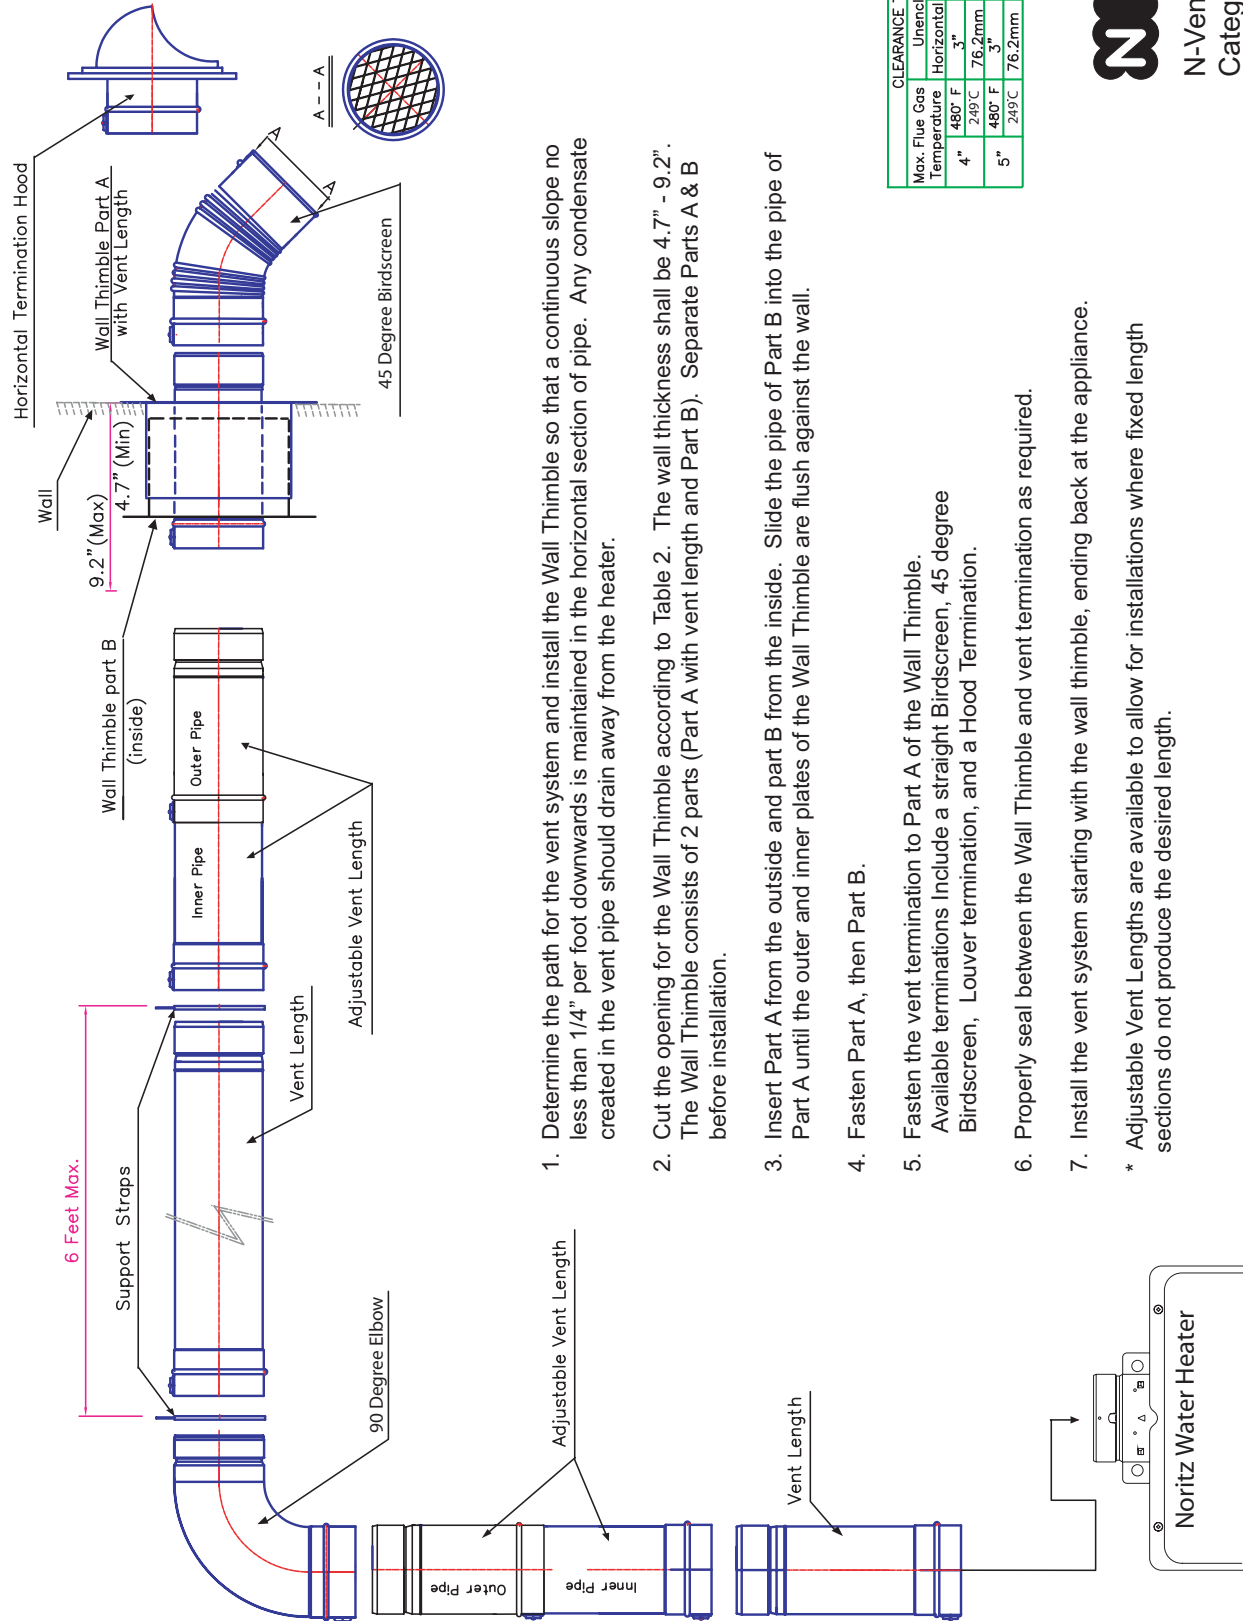 Horizontal Termination Hood
Wall
Wall Thimble Part A
with Vent Length
9.2" (Max)
4.7" (Min)
A
A
A---A
45 Degree Birdscreen
Wall Thimble part B
(inside)
6 Feet Max.
Support Straps
Outer Pipe
Inner Pipe
Adjustable Vent Length
Vent Length
90 Degree Elbow
Outer Pipe
Inner Pipe
Adjustable Vent Length
Vent Length
Noritz Water Heater
1. Determine the path for the vent system and install the Wall Thimble so that a continuous slope no
less than 1/4" per foot downwards is maintained in the horizontal section of pipe. Any condensate
created in the vent pipe should drain away from the heater.
2. Cut the opening for the Wall Thimble according to Table 2. The wall thickness shall be 4.7" - 9.2".
The Wall Thimble consists of 2 parts (Part A with vent length and Part B). Separate Parts A & B
before installation.
3. Insert Part A from the outside and part B from the inside. Slide the pipe of Part B into the pipe of
Part A until the outer and inner plates of the Wall Thimble are flush against the wall.
4. Fasten Part A, then Part B.
5. Fasten the vent termination to Part A of the Wall Thimble.
Available terminations Include a straight Birdscreen, 45 degree
Birdscreen, Louver termination, and a Hood Termination.
6. Properly seal between the Wall Thimble and vent termination as required.
7. Install the vent system starting with the wall thimble, ending back at the appliance.
* Adjustable Vent Lengths are available to allow for installations where fixed length
sections do not produce the desired length.
CLEARANCE
Max. Flue Gas
Temperature
Horizontal
4" 480° F 3"
249°C 76.2mm
5" 480° F 3"
249°C 76.2mm
N
N-Ven
Categ